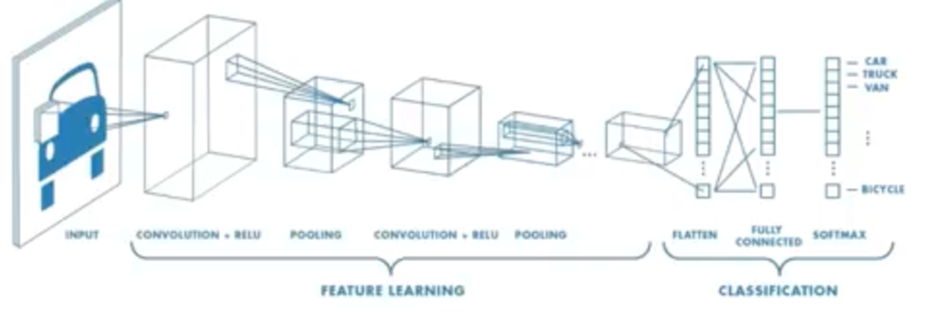 CAR
TRUCK
VAN
BICYCLE
INPUT
CONVOLUTION + RELU
POOLING
CONVOLUTION + RELU
POOLING
FLATTEN
FULLY
CONNECTED
SOFTMAX
FEATURE LEARNING
CLASSIFICATION